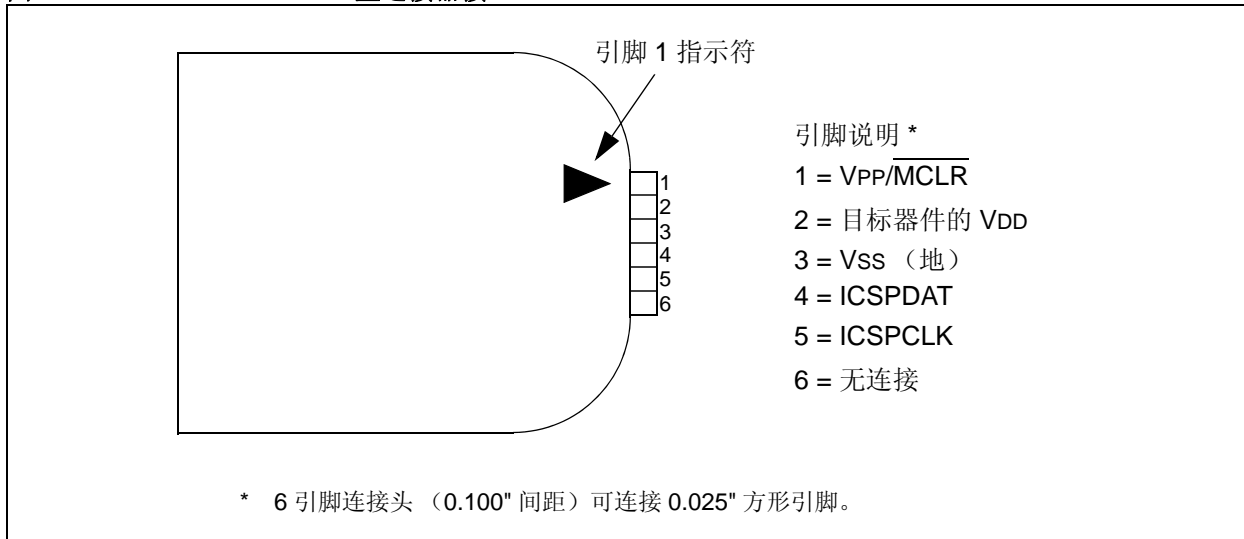 引脚 1 指示符
引脚说明 *
1 = VPP/MCLR
2 = 目标器件的 VDD
3 = VSS （地）
4 = ICSPDAT
5 = ICSPCLK
6 = 无连接
1
2
3
4
5
6
* 6 引脚连接头 （0.100" 间距）可连接 0.025" 方形引脚。